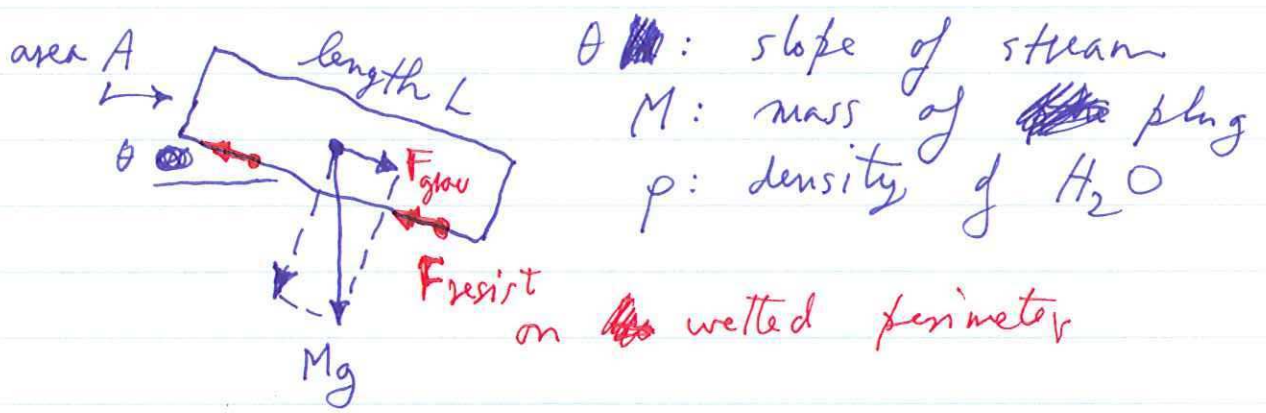 area A
length L
θ : slope of stream
M : mass of plug
ρ : density of H₂O
θ
Fgrav
Fresist
on wetted perimeter
Mg